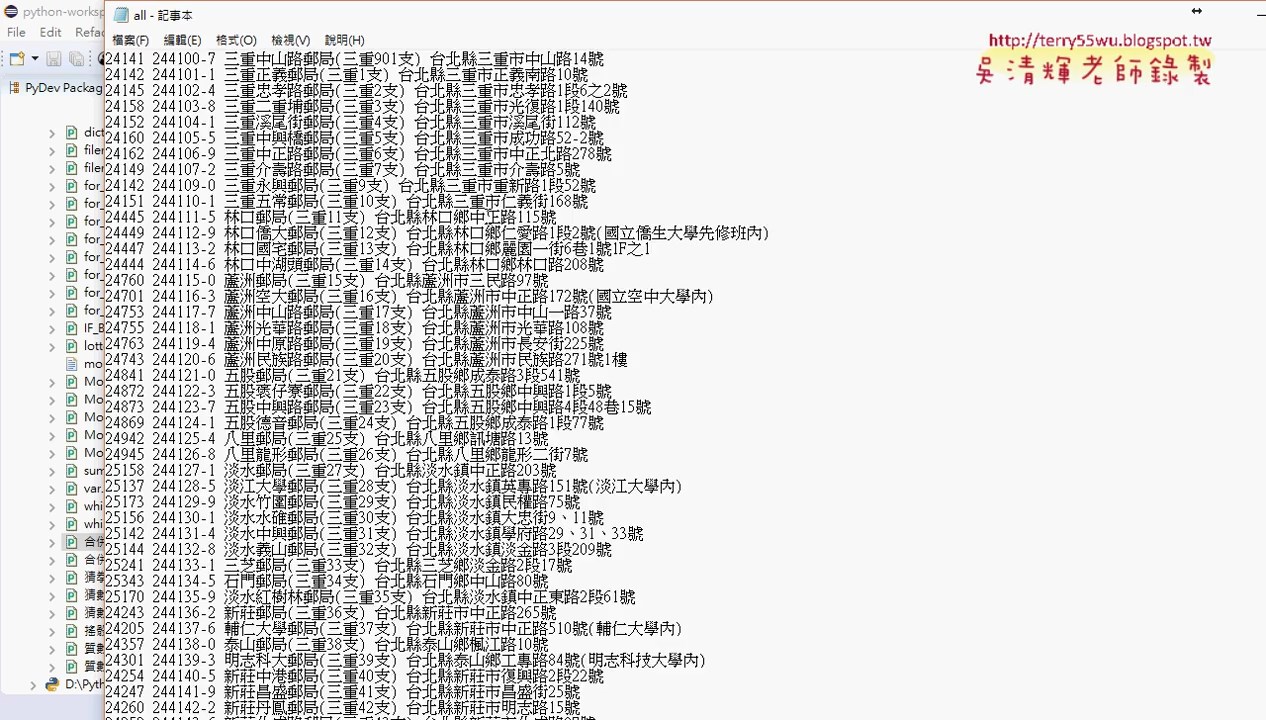 python-worksp
all - 記事本
File Edit Refa
檔案(F) 編輯(E) 格式(O) 檢視(V) 說明(H)
http://terry55wu.blogspot.tw
吳清輝老師錄製
PyDev Packag
dict
filer
filer
for_
for_
for_
for_
for_
for_
for_
for_
IF_B
lott
mo
Mo
Mo
Mo
Mo
sum
var_
whi
whi
合併
合併
猜數
猜數
猜數
搖骰
質數
質數
D:\Pyth
24141 244100-7 三重中山路郵局(三重901支) 台北縣三重市中山路14號
24142 244101-1 三重正義郵局(三重1支) 台北縣三重市正義南路10號
24145 244102-4 三重忠孝路郵局(三重2支) 台北縣三重市忠孝路1段6之2號
24158 244103-8 三重二重埔郵局(三重3支) 台北縣三重市光復路1段140號
24152 244104-1 三重溪尾街郵局(三重4支) 台北縣三重市溪尾街112號
24160 244105-5 三重中興橋郵局(三重5支) 台北縣三重市成功路52-2號
24162 244106-9 三重中正路郵局(三重6支) 台北縣三重市中正北路278號
24149 244107-2 三重介壽路郵局(三重7支) 台北縣三重市介壽路5號
24142 244109-0 三重永興郵局(三重9支) 台北縣三重市重新路1段52號
24151 244110-1 三重五常郵局(三重10支) 台北縣三重市仁義街168號
24445 244111-5 林口郵局(三重11支) 台北縣林口鄉中正路115號
24449 244112-9 林口僑大郵局(三重12支) 台北縣林口鄉仁愛路1段2號(國立僑生大學先修班內)
24447 244113-2 林口國宅郵局(三重13支) 台北縣林口鄉麗園一街6巷1號1F之1
24444 244114-6 林口中湖頭郵局(三重14支) 台北縣林口鄉林口路208號
24760 244115-0 蘆洲郵局(三重15支) 台北縣蘆洲市三民路97號
24701 244116-3 蘆洲空大郵局(三重16支) 台北縣蘆洲市中正路172號(國立空中大學內)
24753 244117-7 蘆洲中山路郵局(三重17支) 台北縣蘆洲市中山一路37號
24755 244118-1 蘆洲光華路郵局(三重18支) 台北縣蘆洲市光華路108號
24763 244119-4 蘆洲中原路郵局(三重19支) 台北縣蘆洲市長安街225號
24743 244120-6 蘆洲民族路郵局(三重20支) 台北縣蘆洲市民族路271號1樓
24841 244121-0 五股郵局(三重21支) 台北縣五股鄉成泰路3段541號
24872 244122-3 五股褒仔寮郵局(三重22支) 台北縣五股鄉中興路1段5號
24873 244123-7 五股中興路郵局(三重23支) 台北縣五股鄉中興路4段48巷15號
24869 244124-1 五股德音郵局(三重24支) 台北縣五股鄉成泰路1段77號
24942 244125-4 八里郵局(三重25支) 台北縣八里鄉訊塘路13號
24945 244126-8 八里龍形郵局(三重26支) 台北縣八里鄉龍形二街7號
25158 244127-1 淡水郵局(三重27支) 台北縣淡水鎮中正路203號
25137 244128-5 淡江大學郵局(三重28支) 台北縣淡水鎮英專路151號(淡江大學內)
25173 244129-9 淡水竹圍郵局(三重29支) 台北縣淡水鎮民權路75號
25156 244130-1 淡水水碓郵局(三重30支) 台北縣淡水鎮大忠街9、11號
25142 244131-4 淡水中興郵局(三重31支) 台北縣淡水鎮學府路29、31、33號
25144 244132-8 淡水義山郵局(三重32支) 台北縣淡水鎮淡金路3段209號
25241 244133-1 三芝郵局(三重33支) 台北縣三芝鄉淡金路2段17號
25343 244134-5 石門郵局(三重34支) 台北縣石門鄉中山路80號
25170 244135-9 淡水紅樹林郵局(三重35支) 台北縣淡水鎮中正東路2段61號
24243 244136-2 新莊郵局(三重36支) 台北縣新莊市中正路265號
24205 244137-6 輔仁大學郵局(三重37支) 台北縣新莊市中正路510號(輔仁大學內)
24357 244138-0 泰山郵局(三重38支) 台北縣泰山鄉楓江路10號
24301 244139-3 明志科大郵局(三重39支) 台北縣泰山鄉工專路84號(明志科技大學內)
24254 244140-5 新莊中港郵局(三重40支) 台北縣新莊市復興路2段22號
24247 244141-9 新莊昌盛郵局(三重41支) 台北縣新莊市昌盛街25號
24260 244142-2 新莊丹鳳郵局(三重42支) 台北縣新莊市明志路15號